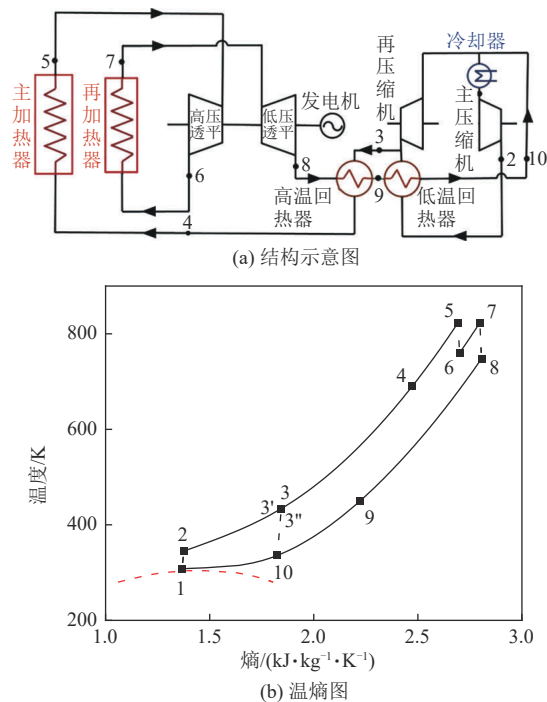 5
7
主加热器
再加热器
高压
透平
低压
透平
发电机
6
4
8
高温回
热器
9
3
再压缩机
冷却器
主压缩机
2
10
低温回
热器
(a) 结构示意图
温度/K
800
600
400
200
5
7
6
8
4
3
3'
3"
9
2
1
10
1.0
1.5
2.0
2.5
3.0
熵/(kJ·kg⁻¹·K⁻¹)
(b) 温熵图